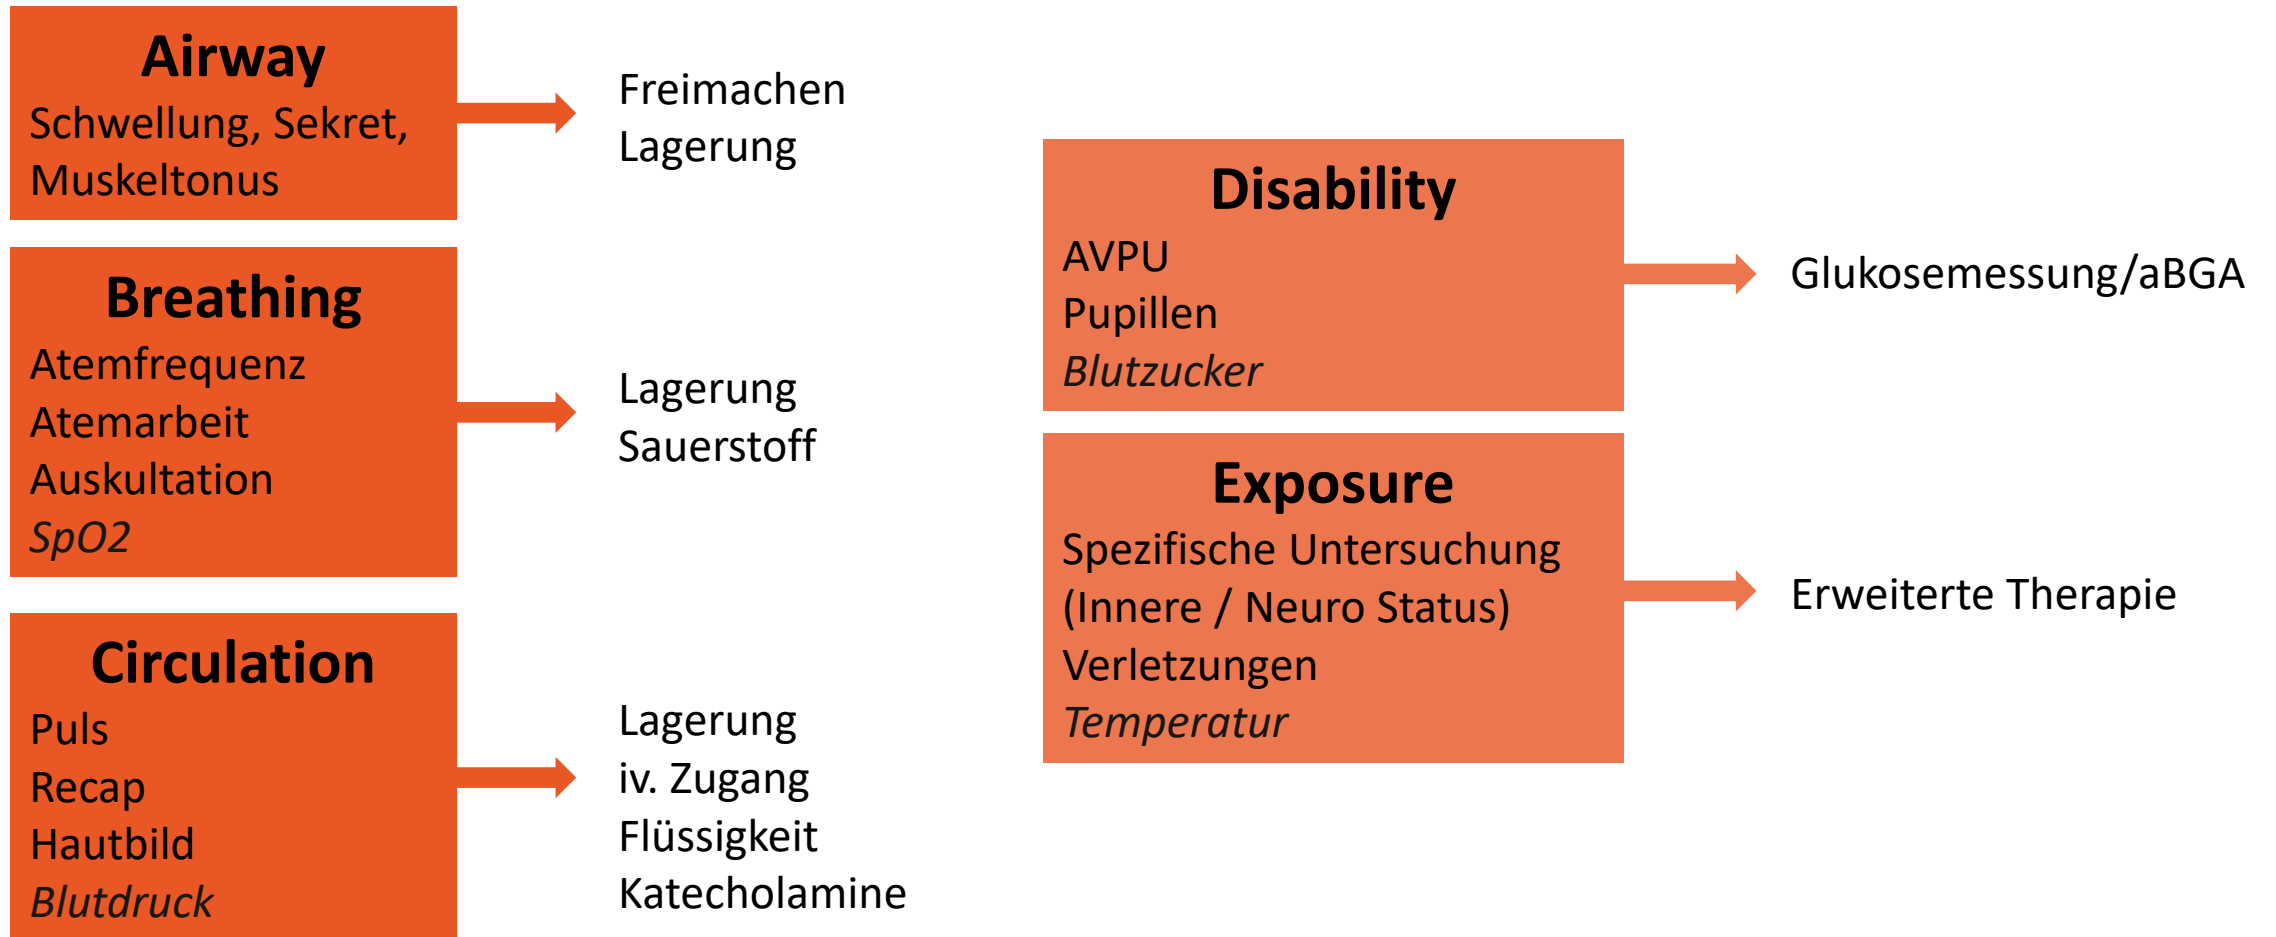 Airway
Schwellung, Sekret,
Muskeltonus
Freimachen
Lagerung
Breathing
Atemfrequenz
Atemarbeit
Auskultation
SpO2
Lagerung
Sauerstoff
Circulation
Puls
Recap
Hautbild
Blutdruck
Lagerung
iv. Zugang
Flüssigkeit
Katecholamine
Disability
AVPU
Pupillen
Blutzucker
Glukosemessung/aBGA
Exposure
Spezifische Untersuchung
(Innere / Neuro Status)
Verletzungen
Temperatur
Erweiterte Therapie